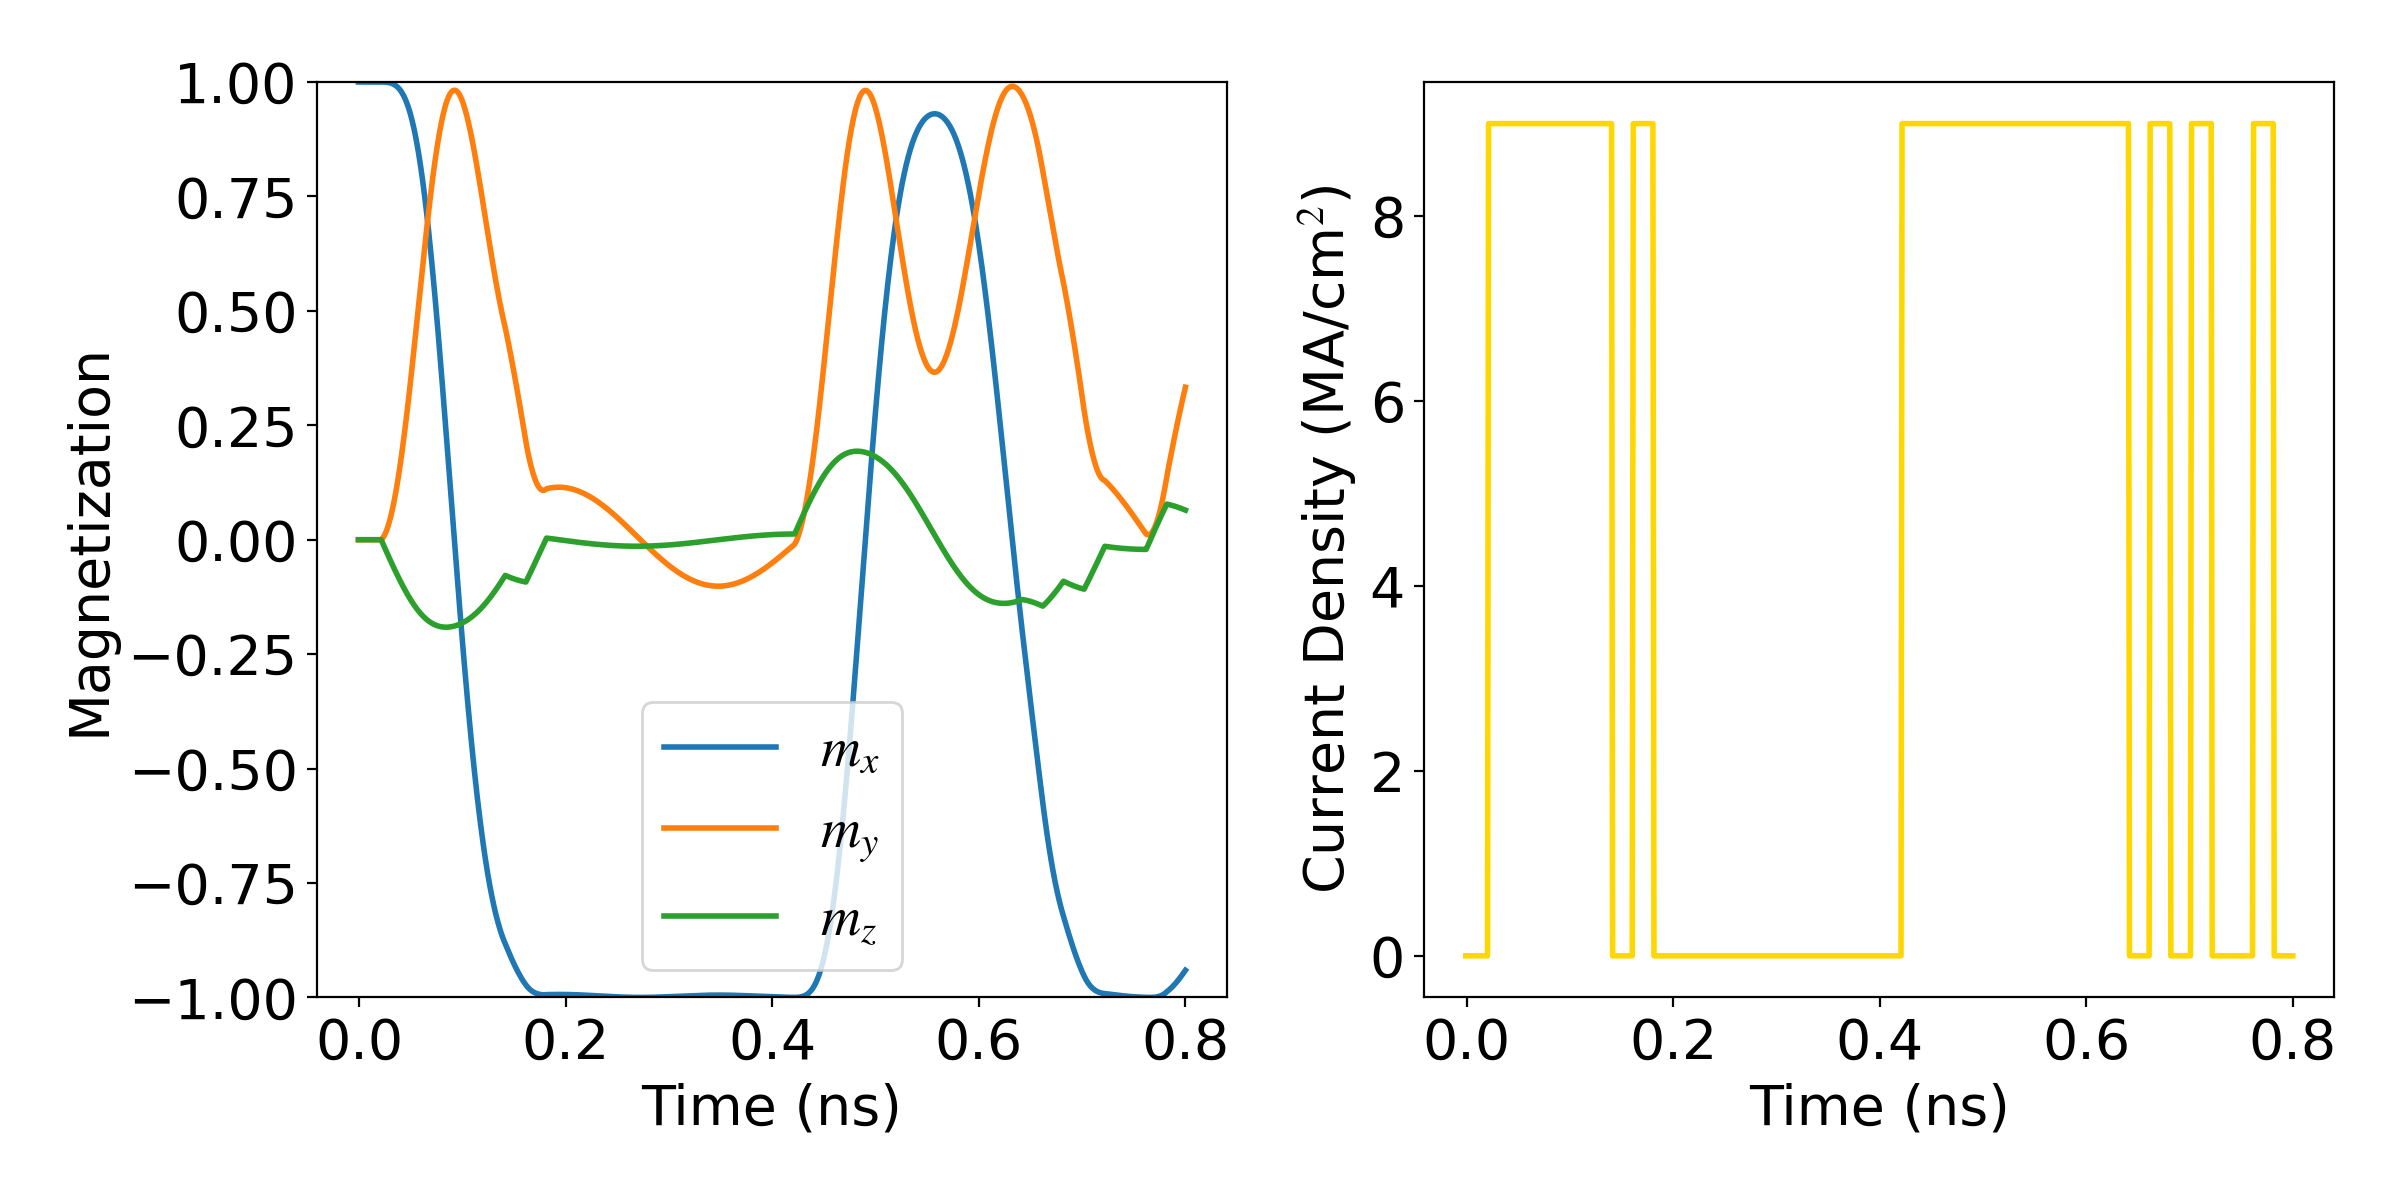 Magnetization
1.00
0.75
0.50
0.25
0.00
−0.25
−0.50
−0.75
−1.00
0.0 0.2 0.4 0.6 0.8
Time (ns)
m_x
m_y
m_z
Current Density (MA/cm²)
8
6
4
2
0
0.0 0.2 0.4 0.6 0.8
Time (ns)